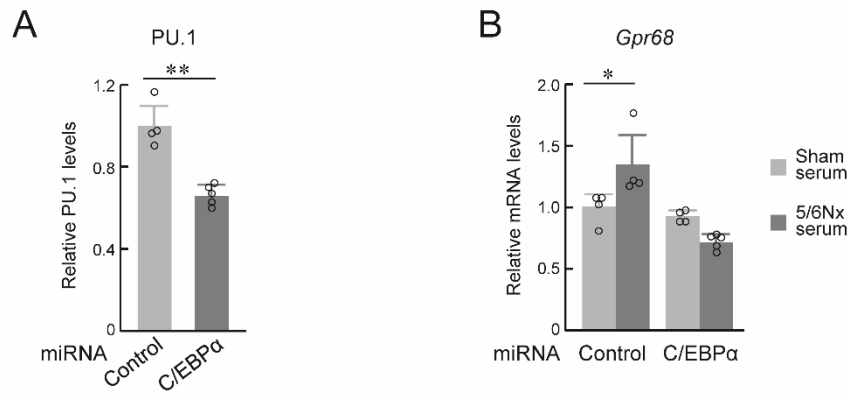 A
PU.1
**
Relative PU.1 levels
1.2
0.8
0.4
0
miRNA
Control
C/EBPα
B
Gpr68
*
Relative mRNA levels
2.0
1.5
1.0
0.5
0
miRNA Control C/EBPα
Sham
serum
5/6Nx
serum